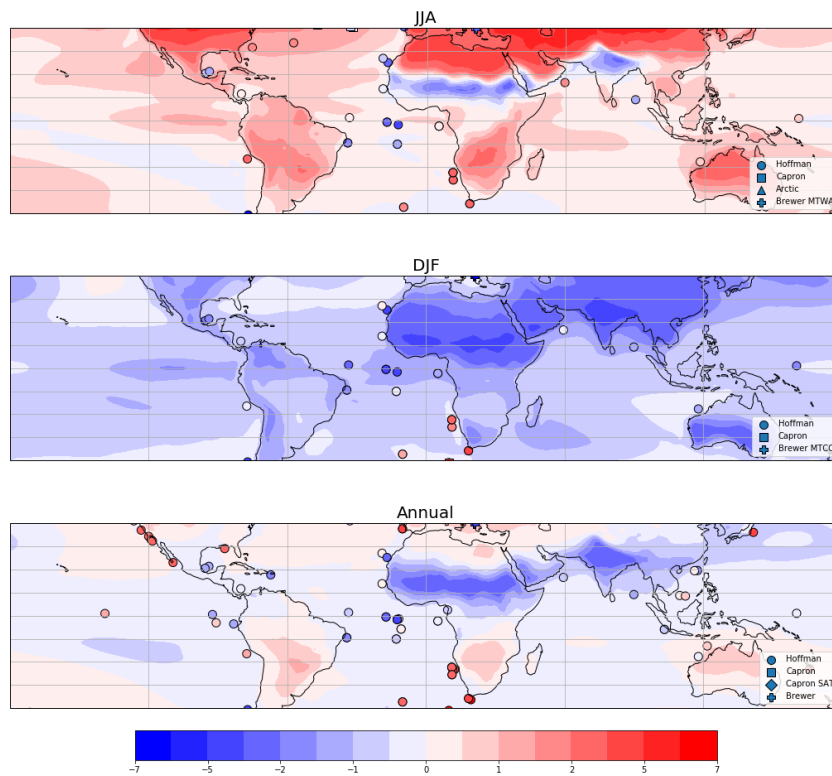 JJA
Hoffman
Capron
Arctic
Brewer MTWA
DJF
Hoffman
Capron
Brewer MTCO
Annual
Hoffman
Capron
Capron SAT
Brewer
−7 −5 −2 −1 0 1 2 5 7